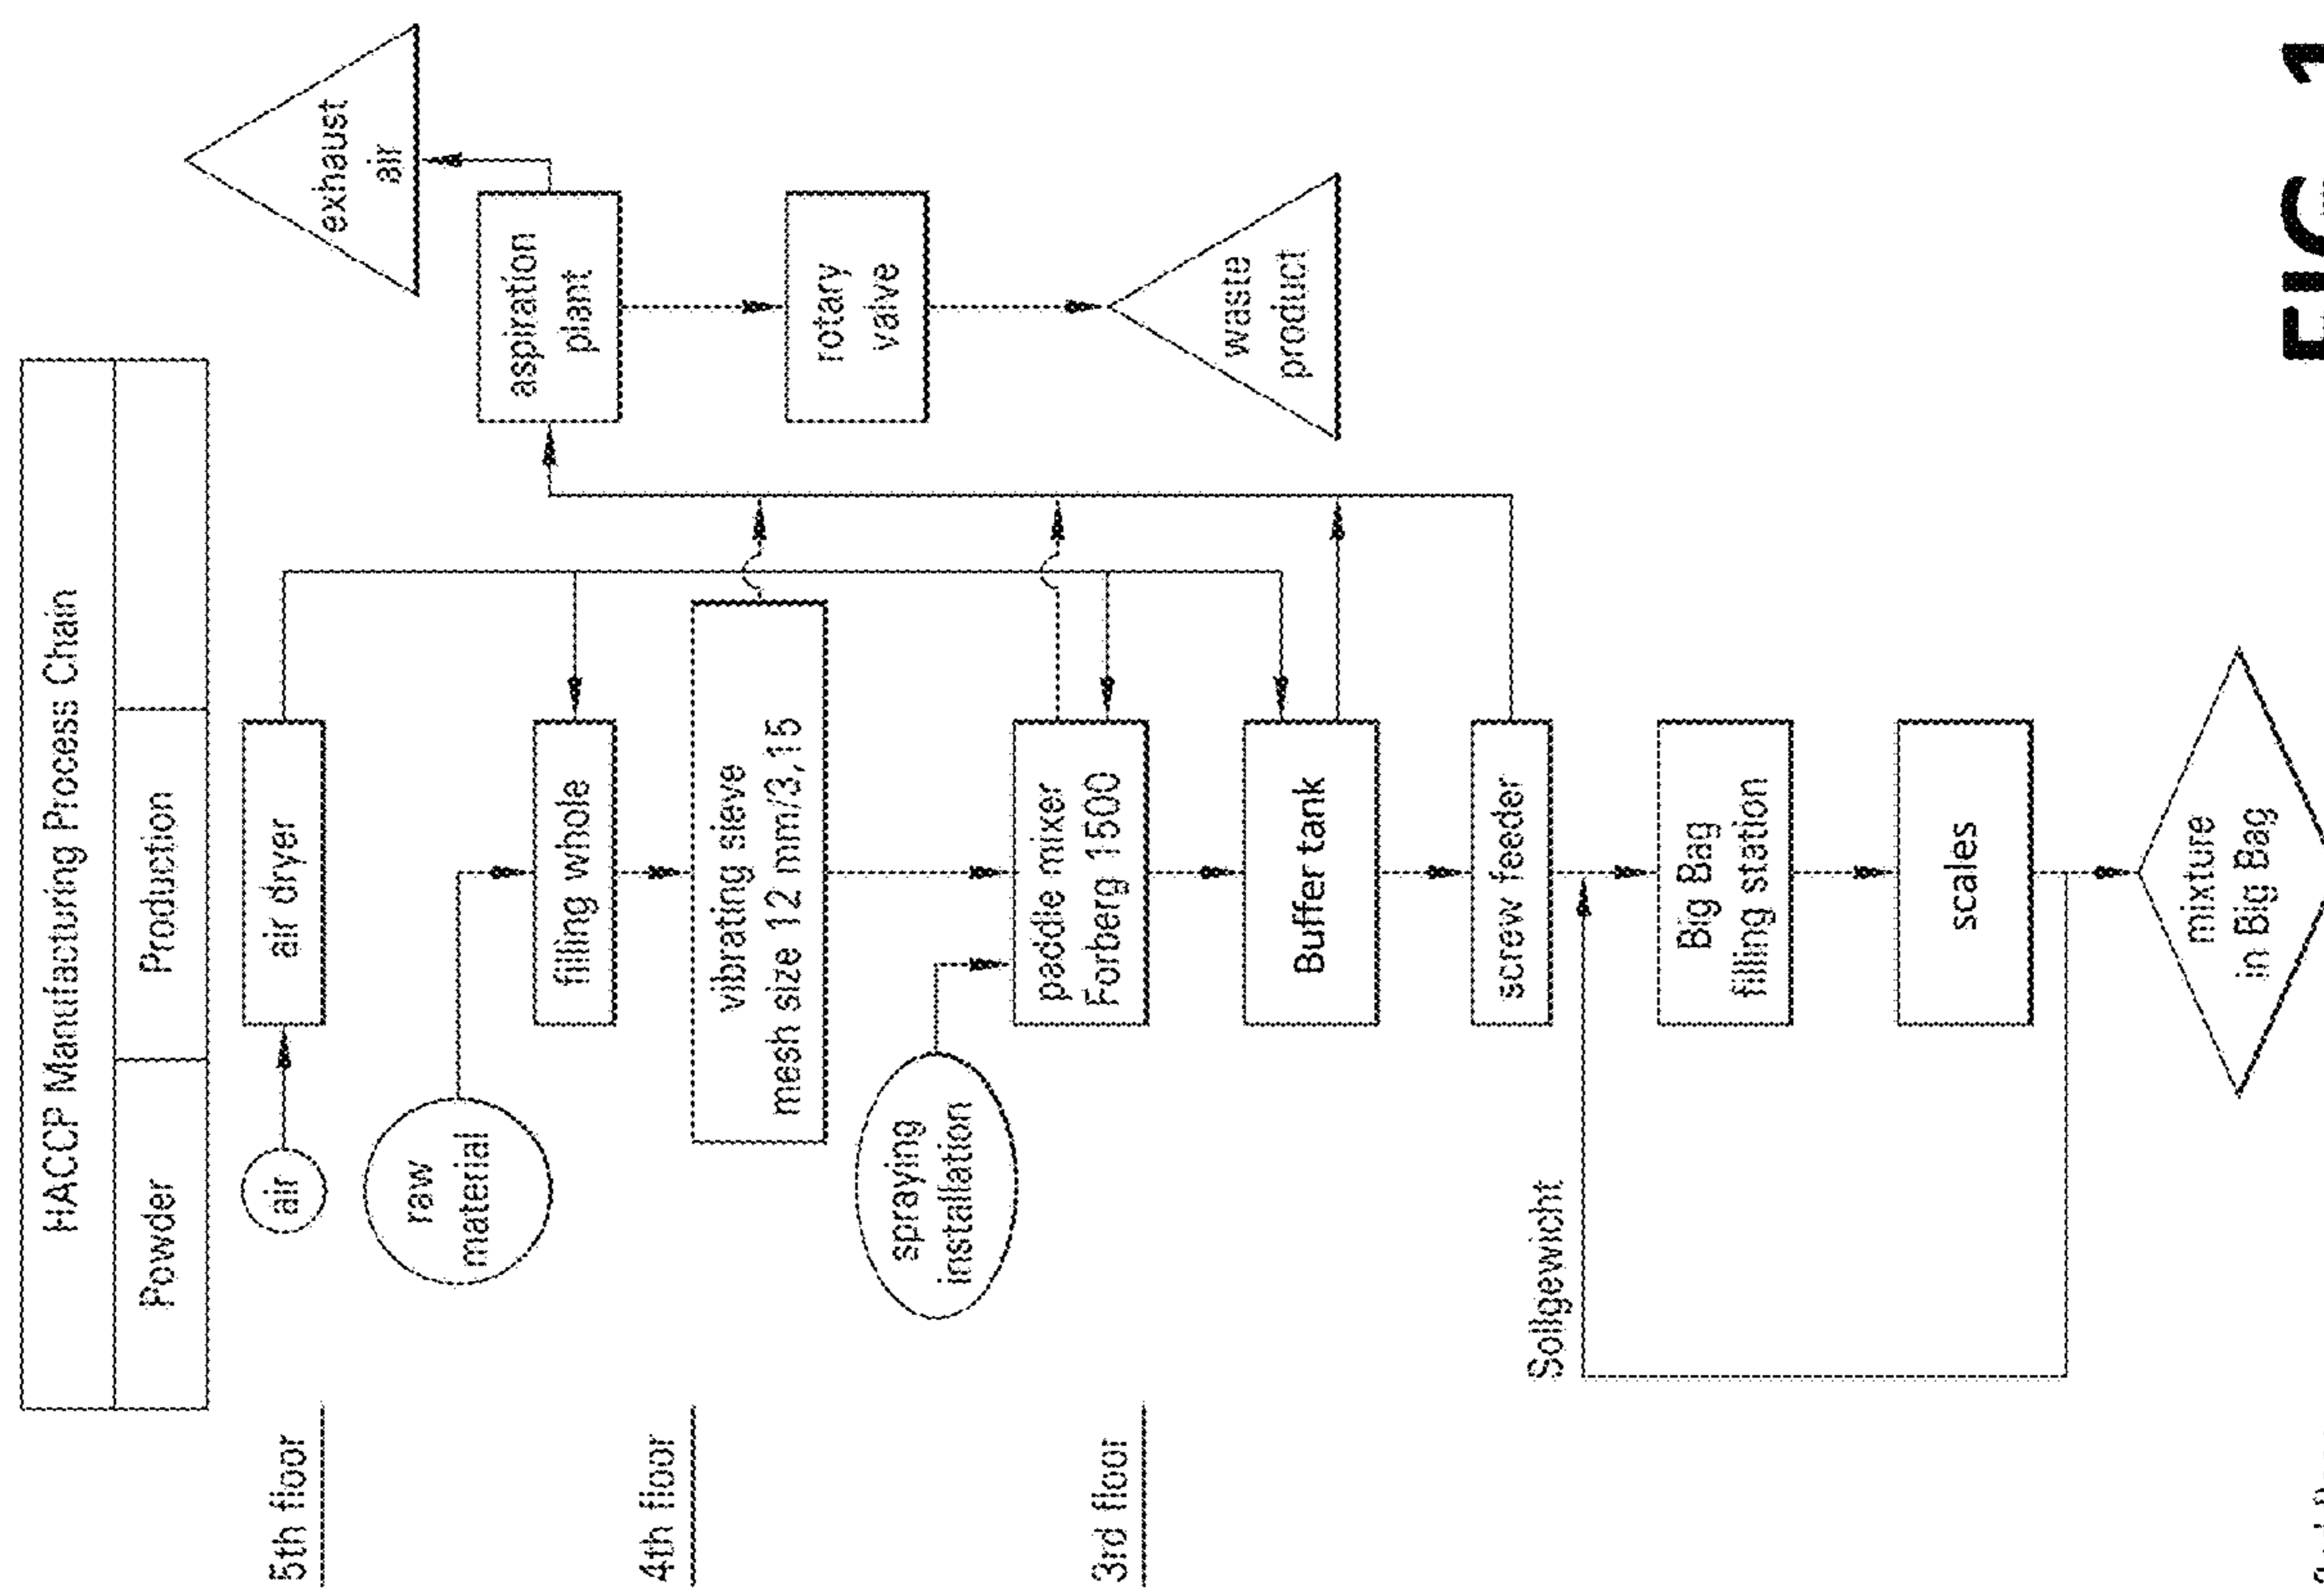 HACCP Manufacturing Process Chain
Powder
Production
5th floor
air
air dryer
exhaust
air
raw
material
filling whole
aspiration
plant
4th floor
vibrating sieve
mesh size 12 mm/3,15
rotary
valve
spraying
installation
3rd floor
paddle mixer
Forberg 1500
waste
product
Buffer tank
screw feeder
Sollgewicht
Big Bag
filling station
scales
mixture
in Big Bag
FIG. 1